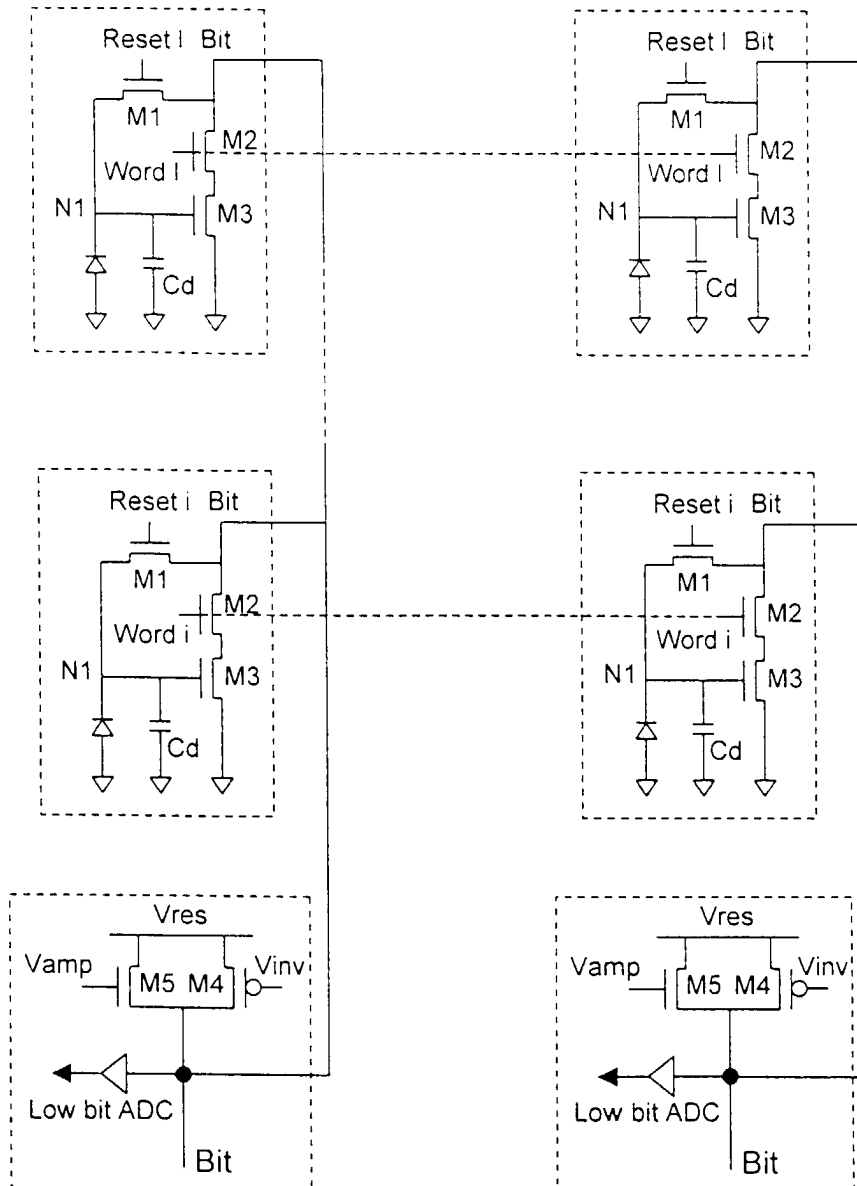 Reset l Bit
M1
M2
Word l
N1
M3
Cd
Reset l Bit
M1
M2
Word l
N1
M3
Cd
Reset i Bit
M1
M2
Word i
N1
M3
Cd
Reset i Bit
M1
M2
Word i
N1
M3
Cd
Vres
Vamp
M5 M4
Vinv
Low bit ADC
Bit
Vres
Vamp
M5 M4
Vinv
Low bit ADC
Bit